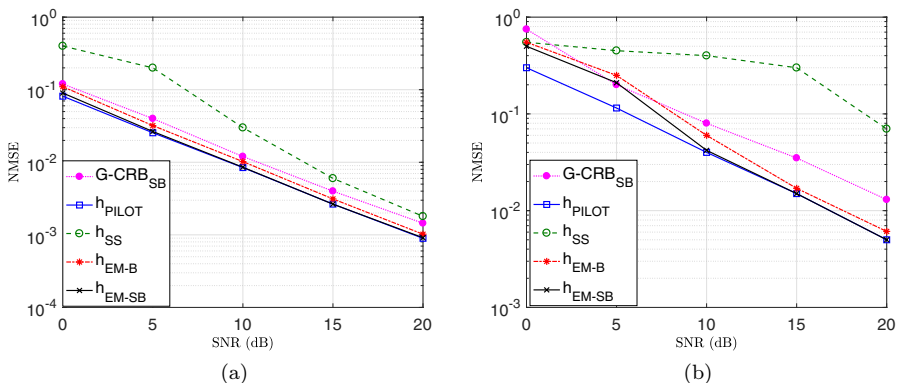 10^0
10^-1
10^-2
10^-3
10^-4
NMSE
0 5 10 15 20
SNR (dB)
G-CRB_SB
h_PILOT
h_SS
h_EM-B
h_EM-SB
(a)
10^0
10^-1
10^-2
10^-3
NMSE
0 5 10 15 20
SNR (dB)
G-CRB_SB
h_PILOT
h_SS
h_EM-B
h_EM-SB
(b)